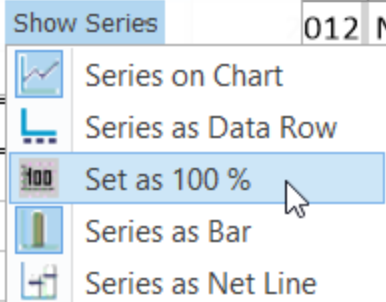 Show Series
012 N
Series on Chart
Series as Data Row
100 Set as 100 %
Series as Bar
Series as Net Line